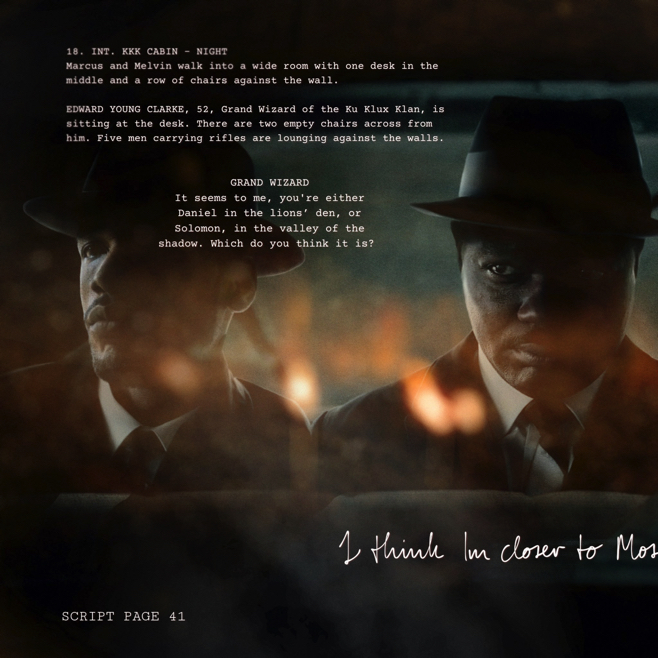 18. INT. KKK CABIN – NIGHT
Marcus and Melvin walk into a wide room with one desk in the
middle and a row of chairs against the wall.
EDWARD YOUNG CLARKE, 52, Grand Wizard of the Ku Klux Klan, is
sitting at the desk. There are two empty chairs across from
him. Five men carrying rifles are lounging against the walls.
GRAND WIZARD
It seems to me, you're either
Daniel in the lions’ den, or
Solomon, in the valley of the
shadow. Which do you think it is?
I think Im closer to Mos
SCRIPT PAGE 41